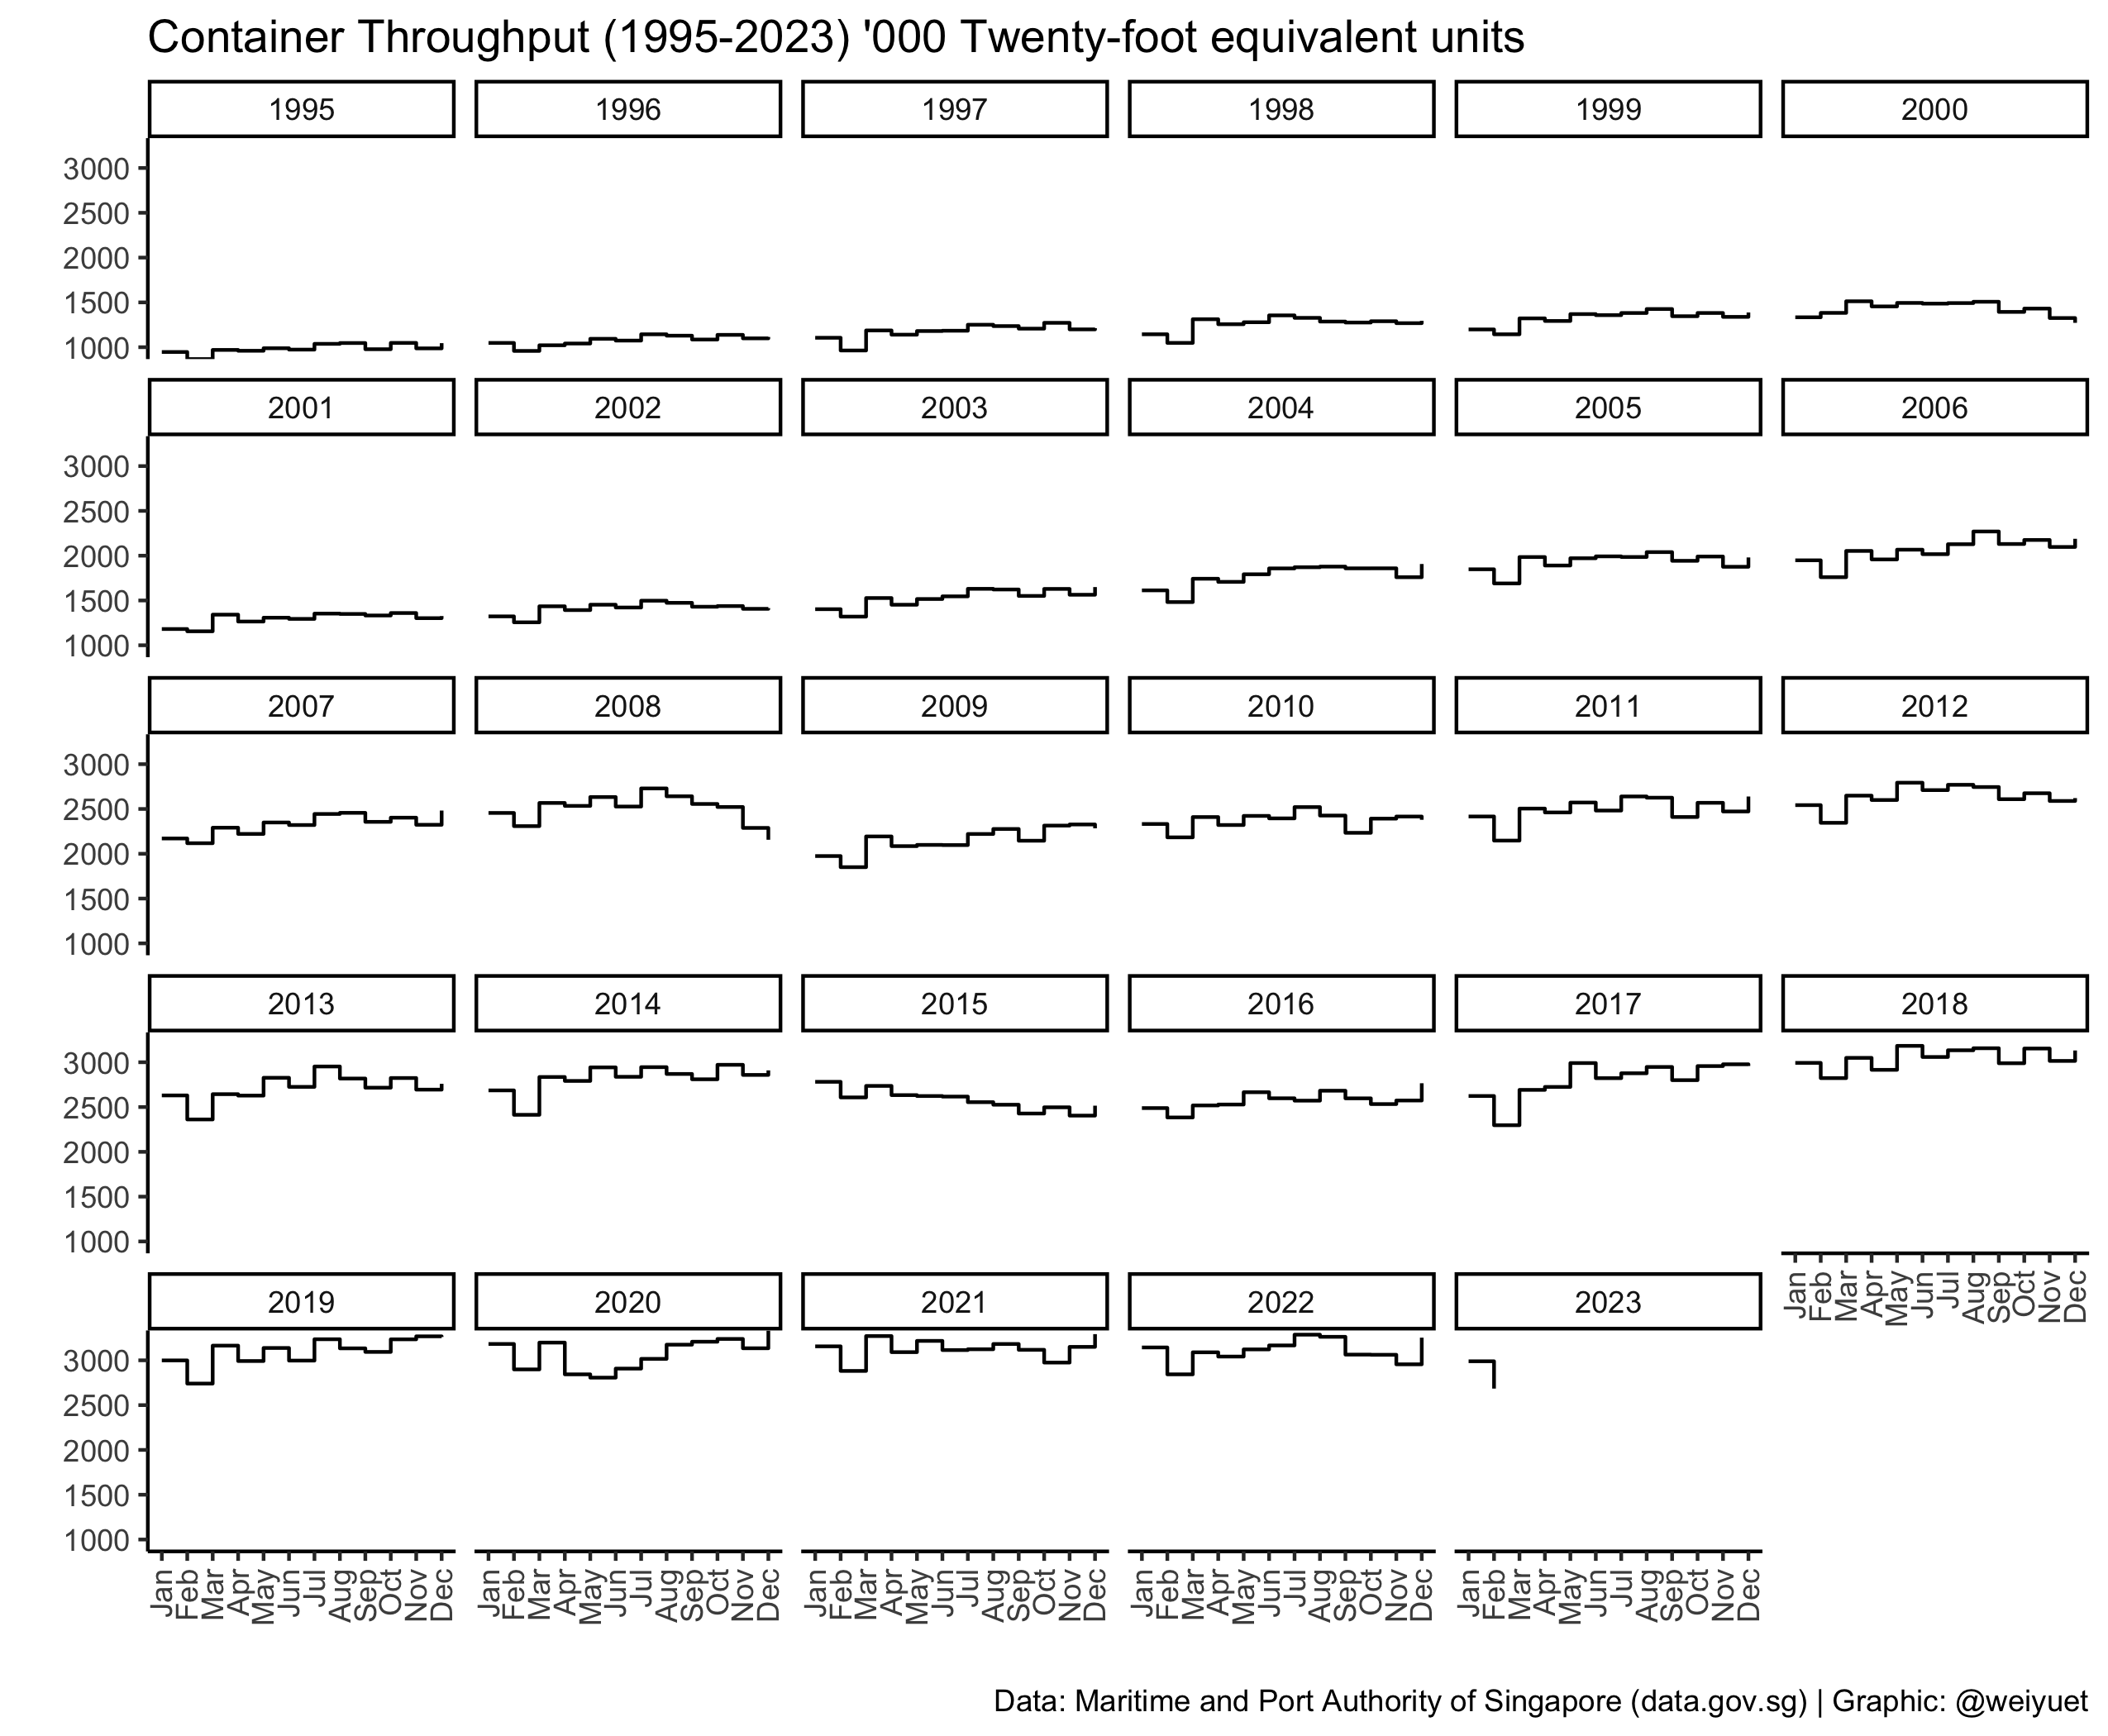 Container Throughput (1995-2023) '000 Twenty-foot equivalent units
1995 1996 1997 1998 1999 2000
3000
2500
2000
1500
1000
2001 2002 2003 2004 2005 2006
3000
2500
2000
1500
1000
2007 2008 2009 2010 2011 2012
3000
2500
2000
1500
1000
2013 2014 2015 2016 2017 2018
3000
2500
2000
1500
1000
Jan Feb Mar Apr May Jun Jul Aug Sep Oct Nov Dec
2019 2020 2021 2022 2023
3000
2500
2000
1500
1000
Jan Feb Mar Apr May Jun Jul Aug Sep Oct Nov Dec Jan Feb Mar Apr May Jun Jul Aug Sep Oct Nov Dec Jan Feb Mar Apr May Jun Jul Aug Sep Oct Nov Dec Jan Feb Mar Apr May Jun Jul Aug Sep Oct Nov Dec Jan Feb Mar Apr May Jun Jul Aug Sep Oct Nov Dec
Data: Maritime and Port Authority of Singapore (data.gov.sg) | Graphic: @weiyuet